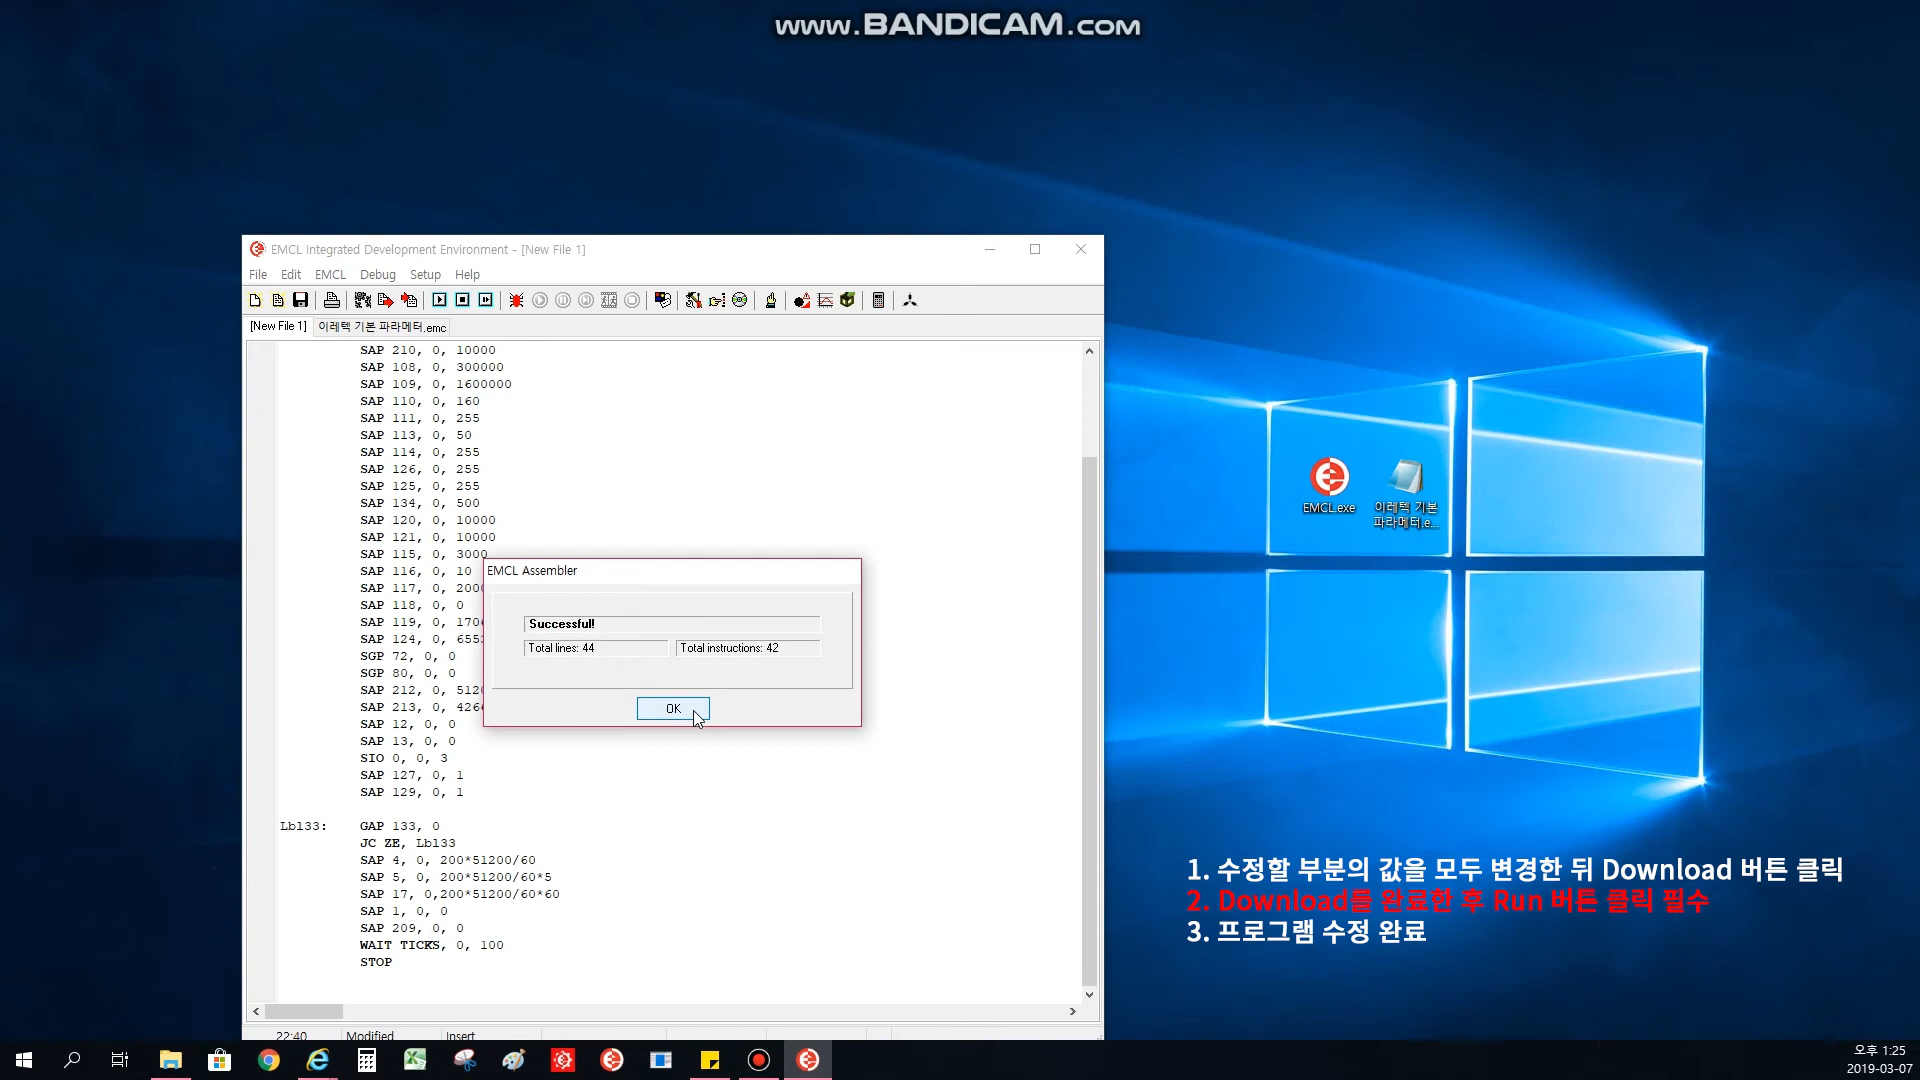 www.BANDICAM.com
EMCL Integrated Development Environment - [New File 1]
File Edit EMCL Debug Setup Help
[New File 1] 이레텍 기본 파라메터.emc
SAP 210, 0, 10000
SAP 108, 0, 300000
SAP 109, 0, 1600000
SAP 110, 0, 160
SAP 111, 0, 255
SAP 113, 0, 50
SAP 114, 0, 255
SAP 126, 0, 255
SAP 125, 0, 255
SAP 134, 0, 500
SAP 120, 0, 10000
SAP 121, 0, 10000
SAP 115, 0, 3000
SAP 116, 0, 10
SAP 117, 0, 200
SAP 118, 0, 0
SAP 119, 0, 170
SAP 124, 0, 655
SGP 72, 0, 0
SGP 80, 0, 0
SAP 212, 0, 512
SAP 213, 0, 426
SAP 12, 0, 0
SAP 13, 0, 0
SIO 0, 0, 3
SAP 127, 0, 1
SAP 129, 0, 1
Lbl33: GAP 133, 0
JC ZE, Lbl33
SAP 4, 0, 200*51200/60
SAP 5, 0, 200*51200/60*5
SAP 17, 0,200*51200/60*60
SAP 1, 0, 0
SAP 209, 0, 0
WAIT TICKS, 0, 100
STOP
22:40 Modified Insert
EMCL Assembler
Successful!
Total lines: 44 Total instructions: 42
OK
EMCL.exe
이레텍 기본
파라메터.e...
1. 수정할 부분의 값을 모두 변경한 뒤 Download 버튼 클릭
2. Download를 완료한 후 Run 버튼 클릭 필수
3. 프로그램 수정 완료
오후 1:25
2019-03-07